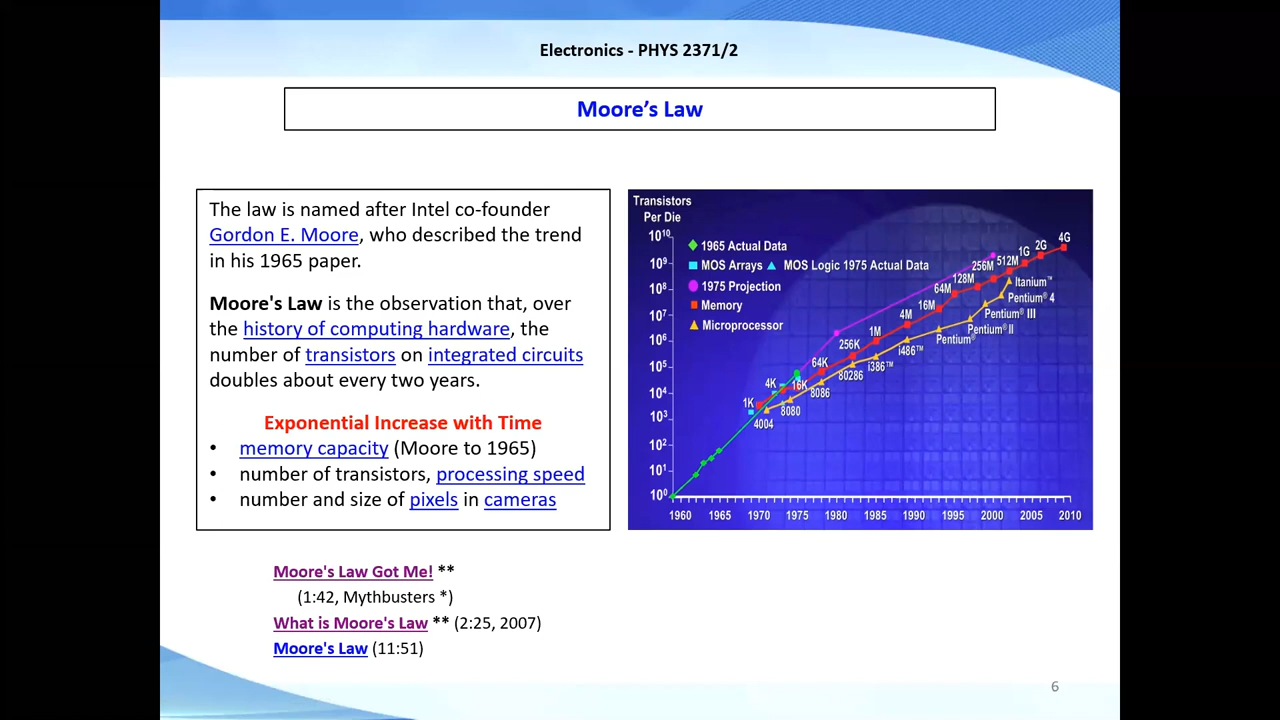 Electronics - PHYS 2371/2
Moore's Law
The law is named after Intel co-founder
Gordon E. Moore, who described the trend
in his 1965 paper.
Moore's Law is the observation that, over
the history of computing hardware, the
number of transistors on integrated circuits
doubles about every two years.
Exponential Increase with Time
• memory capacity (Moore to 1965)
• number of transistors, processing speed
• number and size of pixels in cameras
Transistors
Per Die
10¹⁰
10⁹
10⁸
10⁷
10⁶
10⁵
10⁴
10³
10²
10¹
10⁰
1965 Actual Data
MOS Arrays MOS Logic 1975 Actual Data
1975 Projection
Memory
Microprocessor
1K
4K
16K
64K
256K
1M
4M
16M
64M
128M
256M
512M
1G
2G
4G
4004
8080
8086
80286
i386™
i486™
Pentium®
Pentium® II
Pentium® III
Pentium® 4
Itanium™
1960 1965 1970 1975 1980 1985 1990 1995 2000 2005 2010
Moore's Law Got Me! **
(1:42, Mythbusters *)
What is Moore's Law ** (2:25, 2007)
Moore's Law (11:51)
6